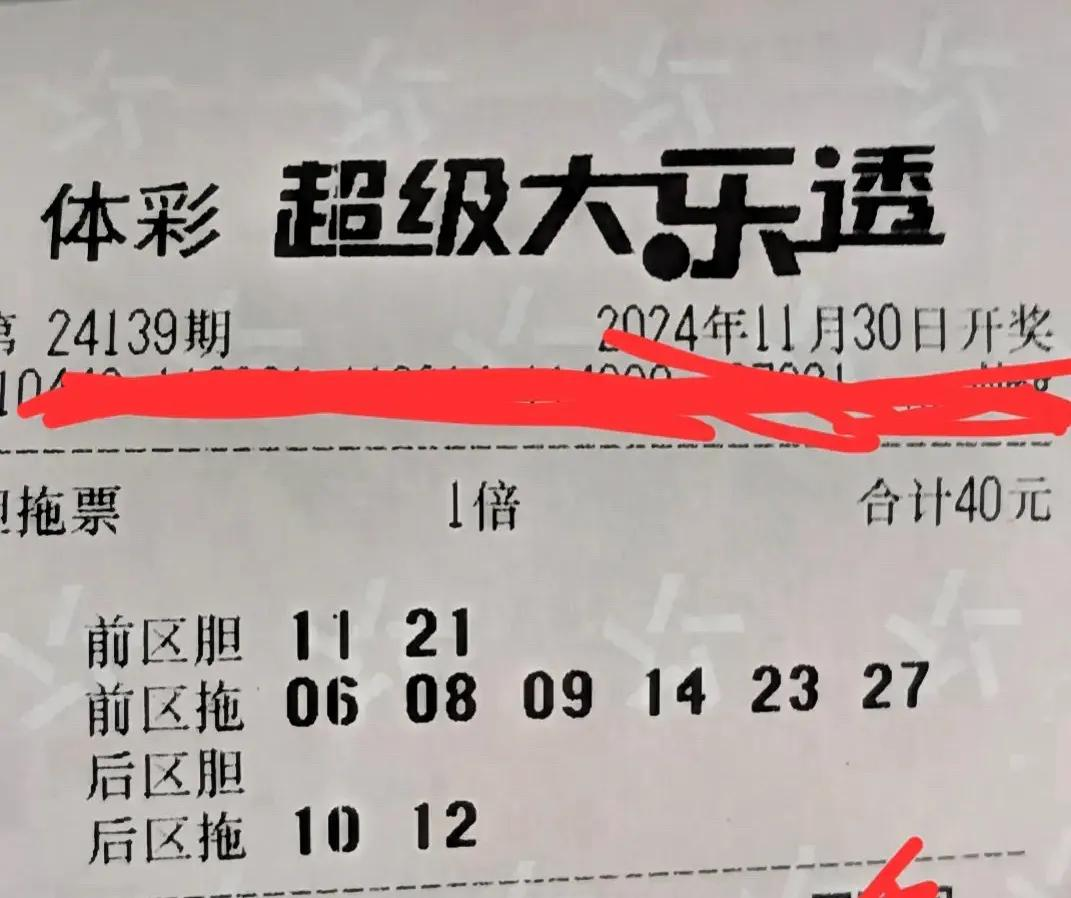 体彩 超级大乐透
第 24139期 2024年11月30日开奖
胆拖票 1倍 合计40元
前区胆 11 21
前区拖 06 08 09 14 23 27
后区胆
后区拖 10 12